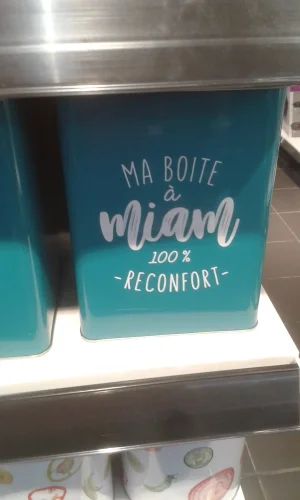 MA BOITE
à
miam
100 %
-RECONFORT-